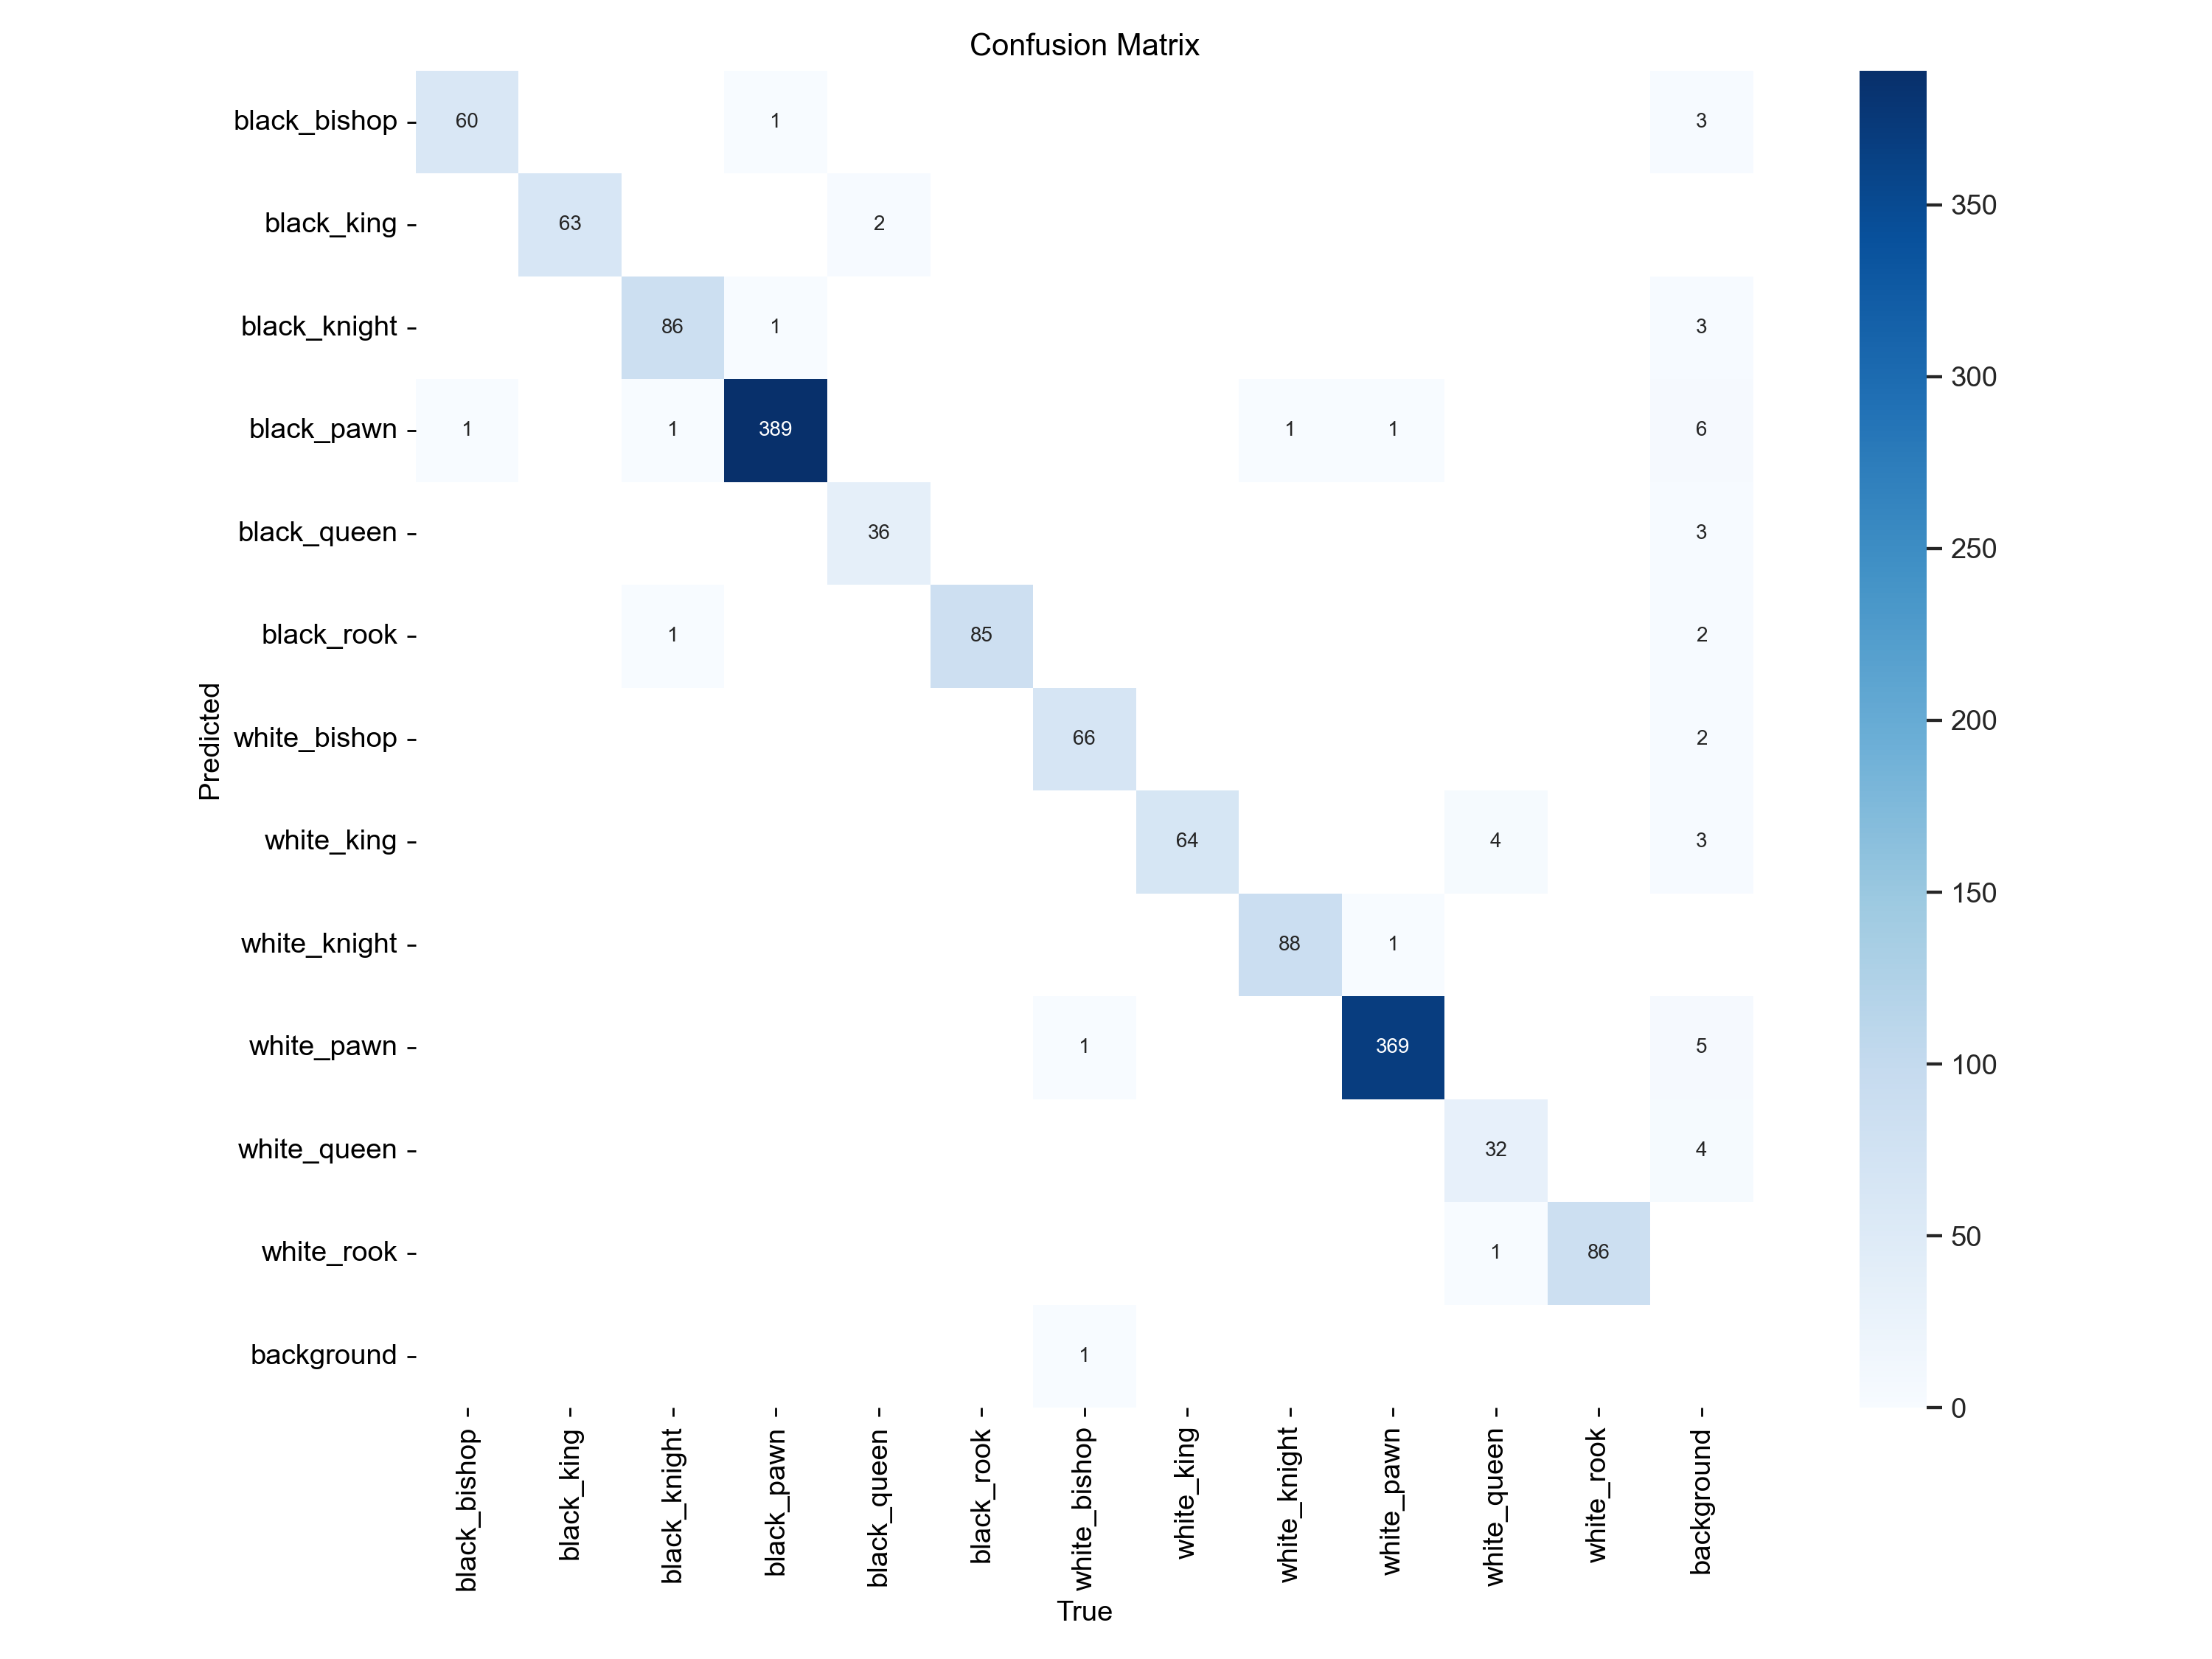 Confusion Matrix
black_bishop 60 1 3
black_king 63 2
black_knight 86 1 3
black_pawn 1 1 389 1 1 6
black_queen 36 3
black_rook 1 85 2
white_bishop 66 2
white_king 64 4 3
white_knight 88 1
white_pawn 1 369 5
white_queen 32 4
white_rook 1 86
background 1
Predicted
black_bishop
black_king
black_knight
black_pawn
black_queen
black_rook
white_bishop
white_king
white_knight
white_pawn
white_queen
white_rook
background
True
350
300
250
200
150
100
50
0